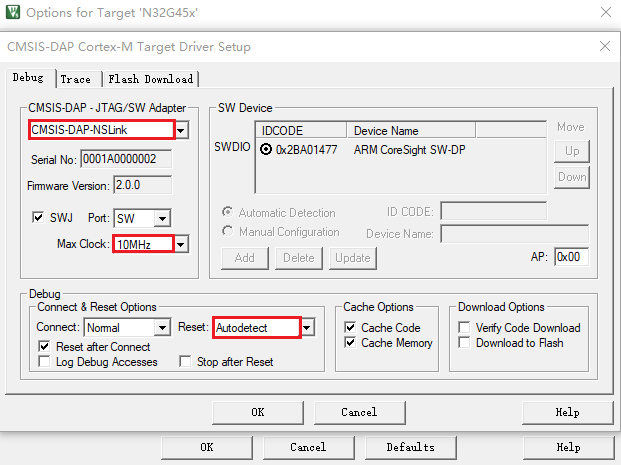 Options for Target 'N32G45x'
CMSIS-DAP Cortex-M Target Driver Setup
Debug Trace Flash Download
CMSIS-DAP - JTAG/SW Adapter
CMSIS-DAP-NSLink
Serial No: 0001A0000002
Firmware Version: 2.0.0
SWJ Port: SW
Max Clock: 10MHz
SW Device
IDCODE Device Name Move
SWDIO 0x2BA01477 ARM CoreSight SW-DP Up
Down
Automatic Detection ID CODE:
Manual Configuration Device Name:
Add Delete Update AP: 0x00
Debug
Connect & Reset Options
Connect: Normal Reset: Autodetect
Reset after Connect
Log Debug Accesses Stop after Reset
Cache Options
Cache Code
Cache Memory
Download Options
Verify Code Download
Download to Flash
OK Cancel Help
OK Cancel Defaults Help